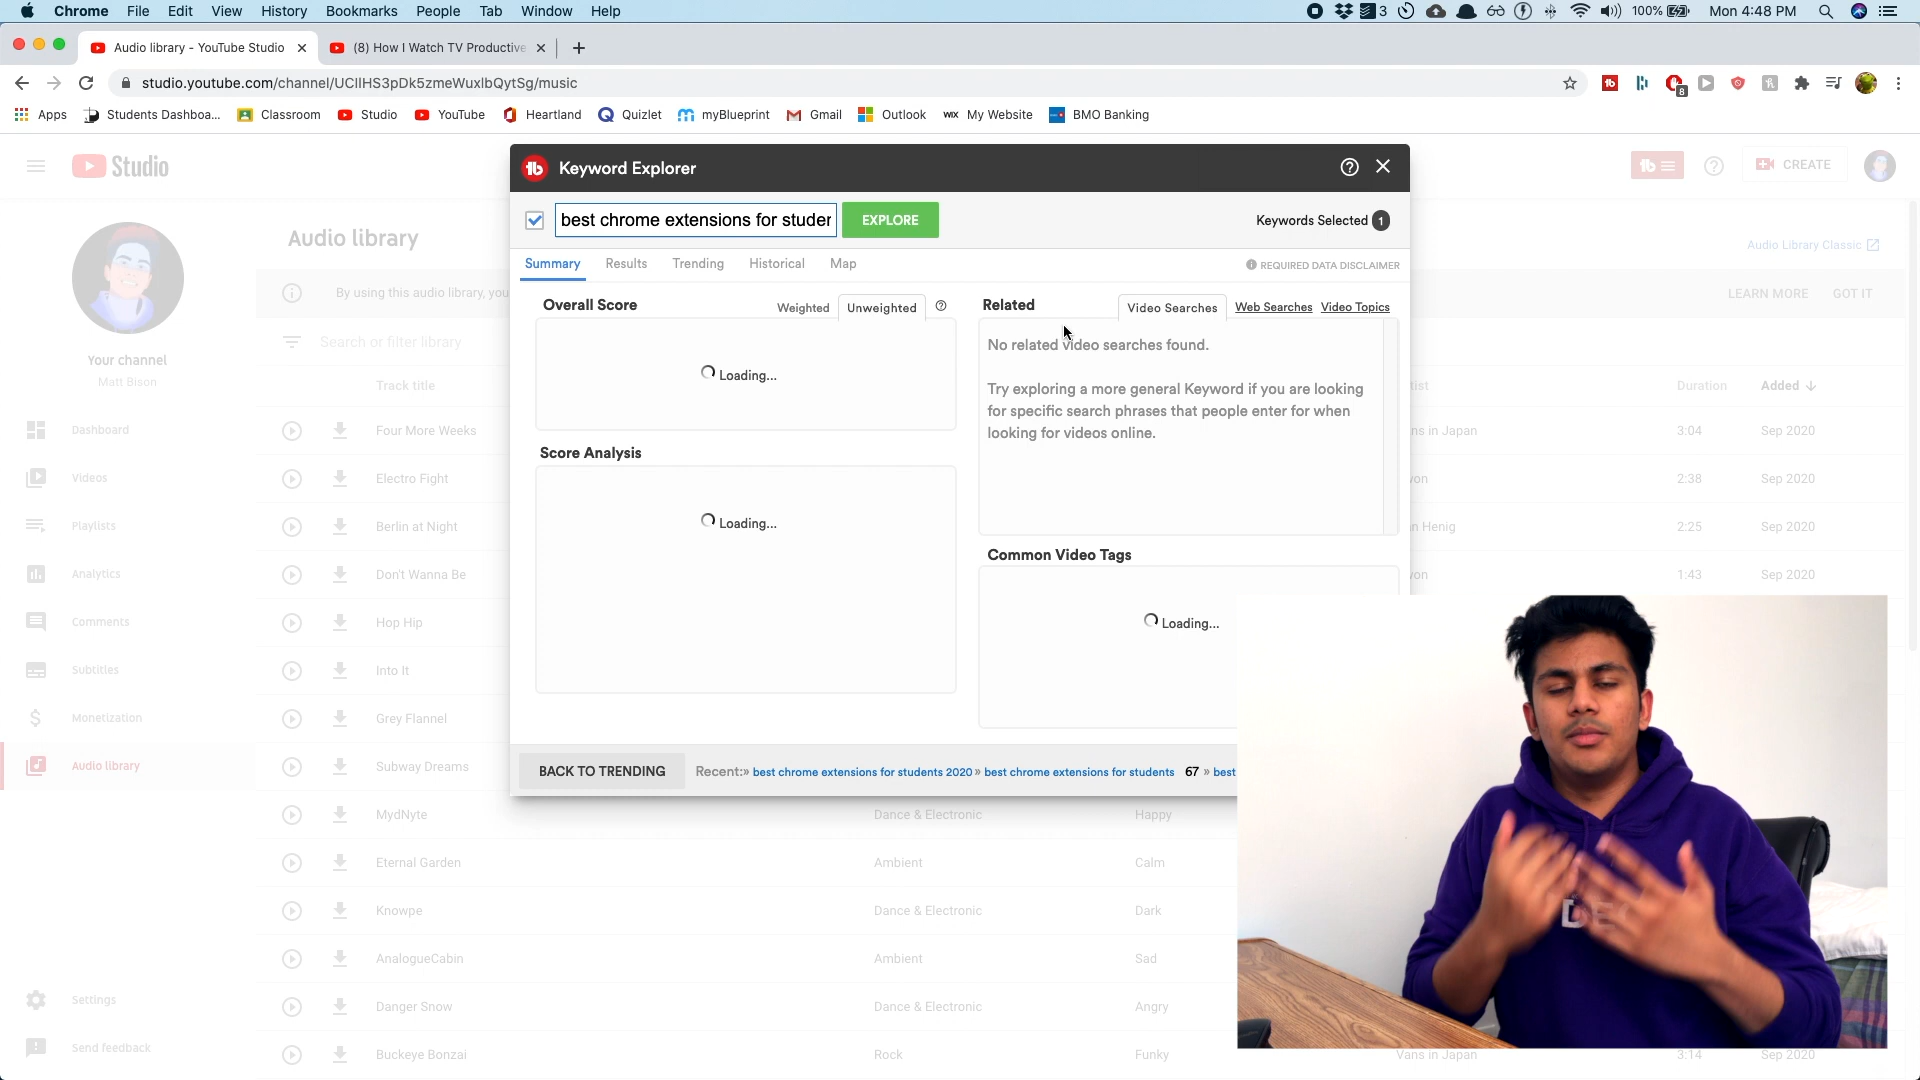 Chrome File Edit View History Bookmarks People Tab Window Help 3 100% Mon 4:48 PM
Audio library - YouTube Studio (8) How I Watch TV Productive
studio.youtube.com/channel/UCIlHS3pDk5zmeWuxlbQytSg/music 8
Apps Students Dashboa... Classroom Studio YouTube Heartland Quizlet myBlueprint Gmail Outlook WIX My Website BMO Banking
Studio
CREATE
tb Keyword Explorer
best chrome extensions for studen EXPLORE Keywords Selected 1
Summary Results Trending Historical Map REQUIRED DATA DISCLAIMER
Overall Score Weighted Unweighted
Loading...
Score Analysis
Loading...
Related Video Searches Web Searches Video Topics
No related video searches found.
Try exploring a more general Keyword if you are looking
for specific search phrases that people enter for when
looking for videos online.
Common Video Tags
Loading...
BACK TO TRENDING Recent:» best chrome extensions for students 2020 » best chrome extensions for students 67 » best
Your channel
Matt Bison
Dashboard
Videos
Playlists
Analytics
Comments
Subtitles
Monetization
Audio library
Settings
Send feedback
Audio library
Audio Library Classic
By using this audio library, you
LEARN MORE GOT IT
Search or filter library
Track title Duration Added
Four More Weeks ns in Japan 3:04 Sep 2020
Electro Fight 2:38 Sep 2020
Berlin at Night n Henig 2:25 Sep 2020
Don't Wanna Be 1:43 Sep 2020
Hop Hip
Into It
Grey Flannel
Subway Dreams
MydNyte Dance & Electronic Happy
Eternal Garden Ambient Calm
Knowpe Dance & Electronic Dark
AnalogueCabin Ambient Sad
Danger Snow Dance & Electronic Angry
Buckeye Bonzai Rock Funky Vans in Japan 3:14 Sep 2020